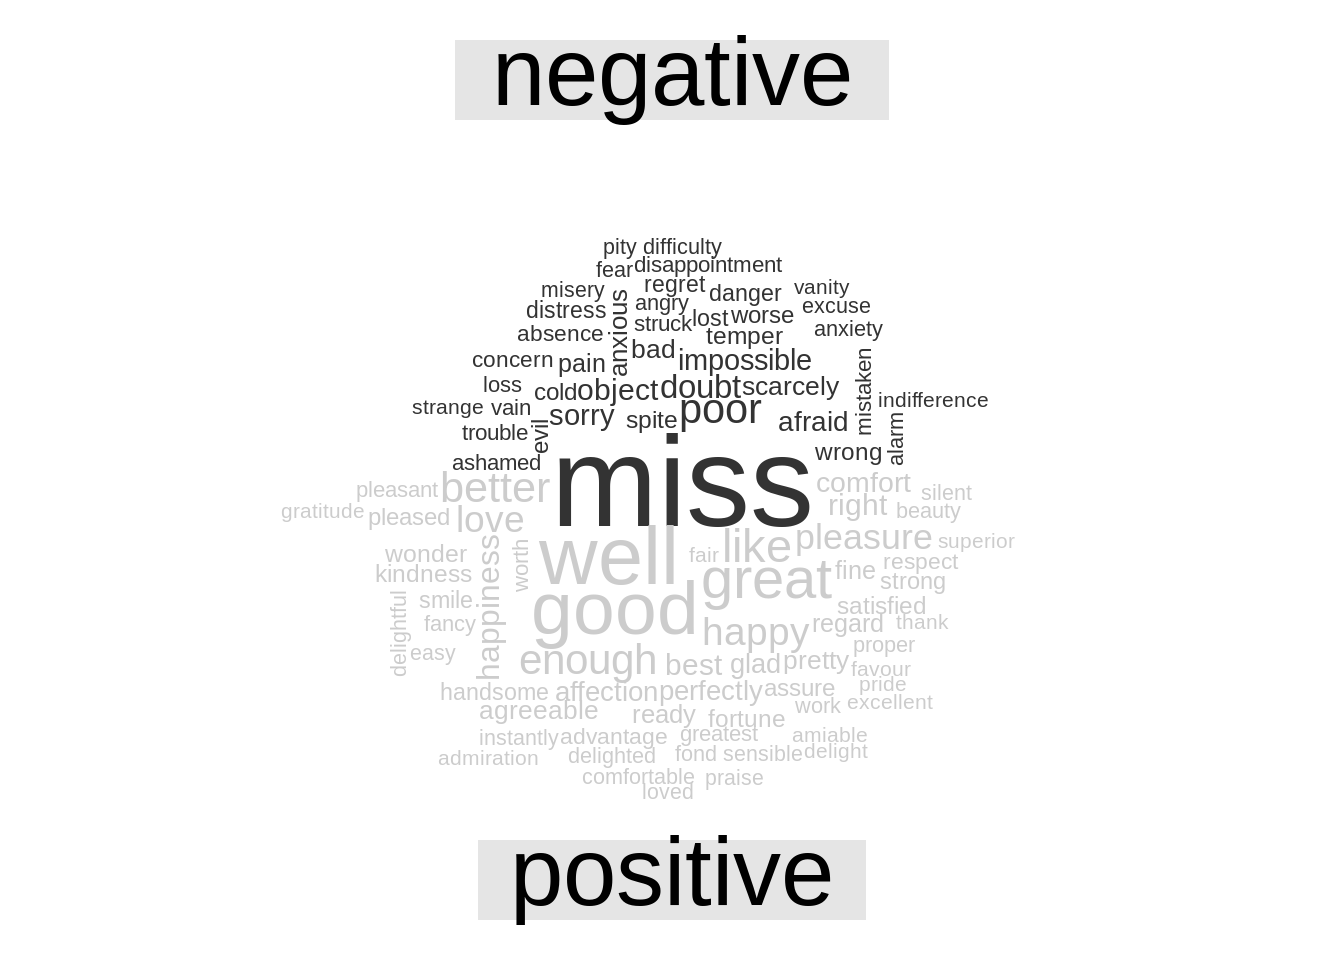 negative
pity difficulty
fear disappointment
misery regret danger vanity
distress anxious angry excuse
absence struck lost worse anxiety
bad temper
concern pain impossible mistaken
loss cold object doubt scarcely indifference
strange vain sorry spite poor afraid alarm
trouble evil
ashamed miss wrong
pleasant better comfort silent
gratitude pleased love right beauty
wonder worth well fair like pleasure superior
kindness happiness great fine respect
delightful smile good strong
fancy satisfied
happy regard thank
easy enough best glad pretty proper
favour
handsome affection perfectly assure pride
agreeable ready fortune work excellent
instantly advantage greatest amiable
admiration delighted fond sensible delight
comfortable praise
loved
positive